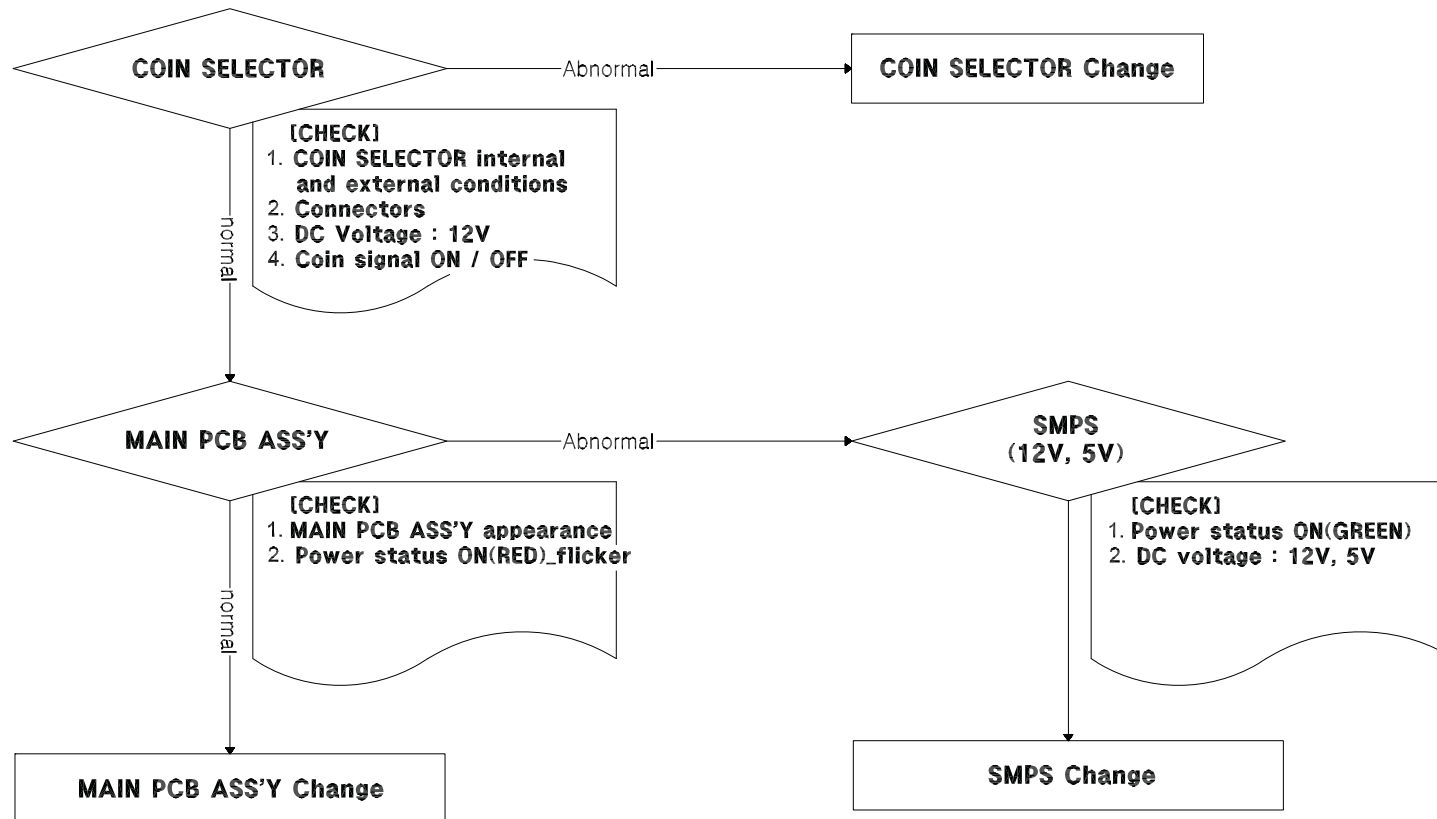 COIN SELECTOR
Abnormal
COIN SELECTOR Change
[CHECK]
1. COIN SELECTOR internal
and external conditions
2. Connectors
3. DC Voltage : 12V
4. Coin signal ON / OFF
normal
MAIN PCB ASS'Y
Abnormal
SMPS
(12V, 5V)
[CHECK]
1. MAIN PCB ASS'Y appearance
2. Power status ON(RED)_flicker
[CHECK]
1. Power status ON(GREEN)
2. DC voltage : 12V, 5V
normal
MAIN PCB ASS'Y Change
SMPS Change